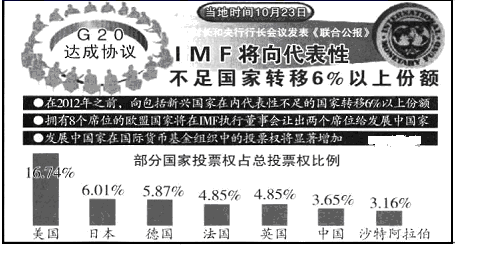 当地时间10月23日
G20
达成协议
财长和央行行长会议发表《联合公报》
IMF将向代表性
不足国家转移6%以上份额
INTERNATIONAL
MONETARY FUND
●在2012年之前，向包括新兴国家在内代表性不足的国家转移6%以上份额
●拥有8个席位的欧盟国家将在IMF执行董事会让出两个席位给发展中国家
●发展中国家在国际货币基金组织中的投票权将显著增加
部分国家投票权占总投票权比例
16.74% 6.01% 5.87% 4.85% 4.85% 3.65% 3.16%
美国 日本 德国 法国 英国 中国 沙特阿拉伯